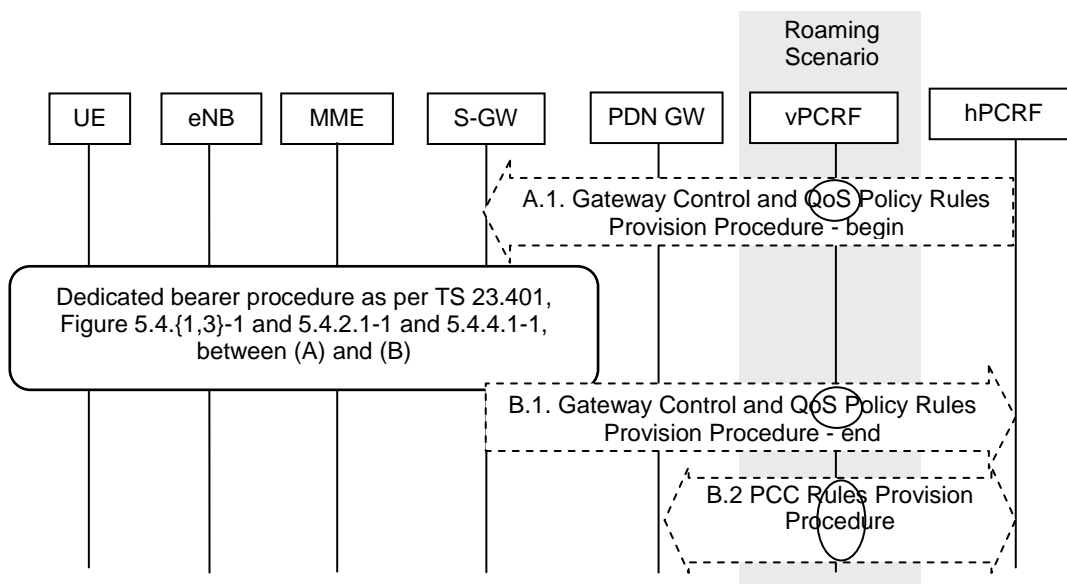 Roaming
Scenario
UE
eNB
MME
S-GW
PDN GW
vPCRF
hPCRF
A.1. Gateway Control and QoS Policy Rules
Provision Procedure - begin
Dedicated bearer procedure as per TS 23.401,
Figure 5.4.{1,3}-1 and 5.4.2.1-1 and 5.4.4.1-1,
between (A) and (B)
B.1. Gateway Control and QoS Policy Rules
Provision Procedure - end
B.2 PCC Rules Provision
Procedure